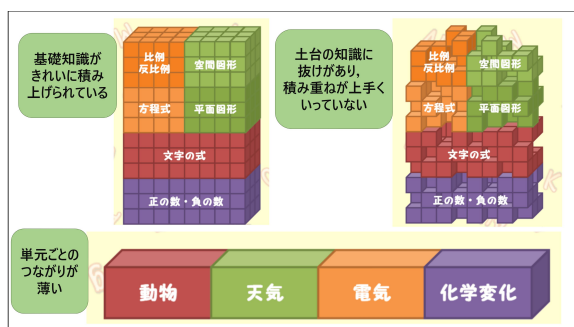 基礎知識が
きれいに積み
上げられている
比例
反比例
空間図形
方程式
平面図形
文字の式
正の数・負の数
土台の知識に
抜けがあり、
積み重ねが上手く
いっていない
比例
反比例
空間図形
方程式
平面図形
文字の式
正の数・負の数
単元ごとの
つながりが
薄い
動物
天気
電気
化学変化